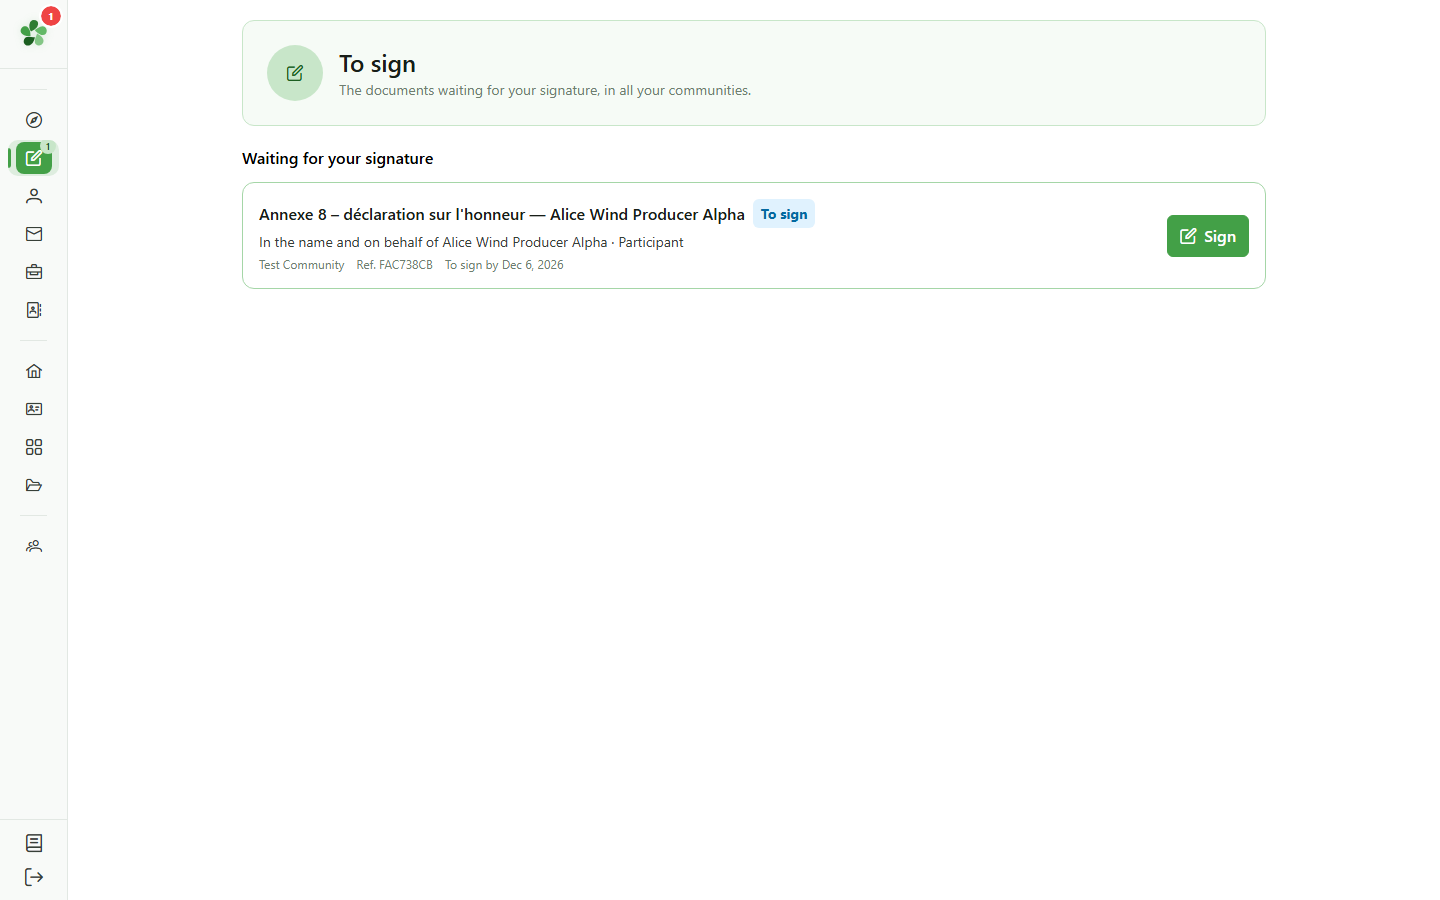 1
1
To sign
The documents waiting for your signature, in all your communities.
Waiting for your signature
Annexe 8 – déclaration sur l'honneur — Alice Wind Producer Alpha To sign
In the name and on behalf of Alice Wind Producer Alpha · Participant
Test Community Ref. FAC738CB To sign by Dec 6, 2026
Sign